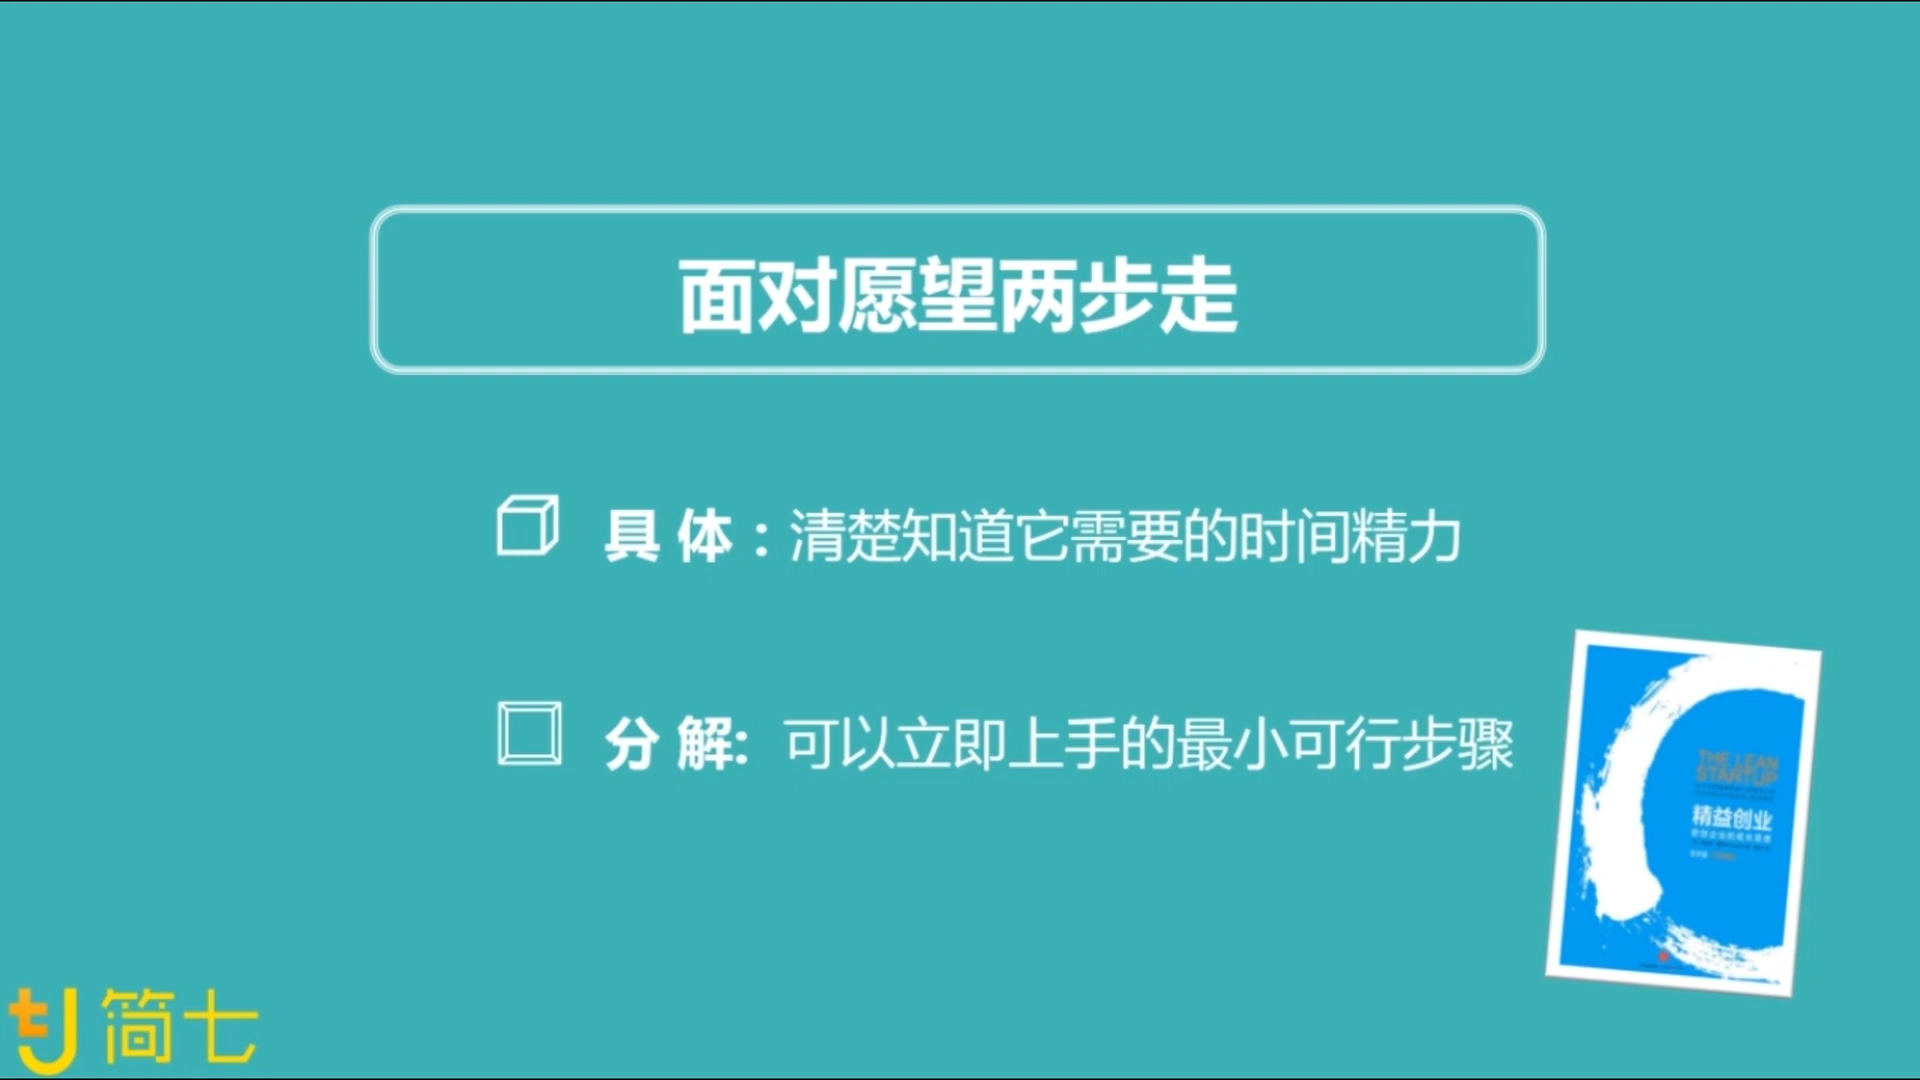 面对愿望两步走
具体：清楚知道它需要的时间精力
分解: 可以立即上手的最小可行步骤
THE LEAN
STARTUP
精益创业
简七